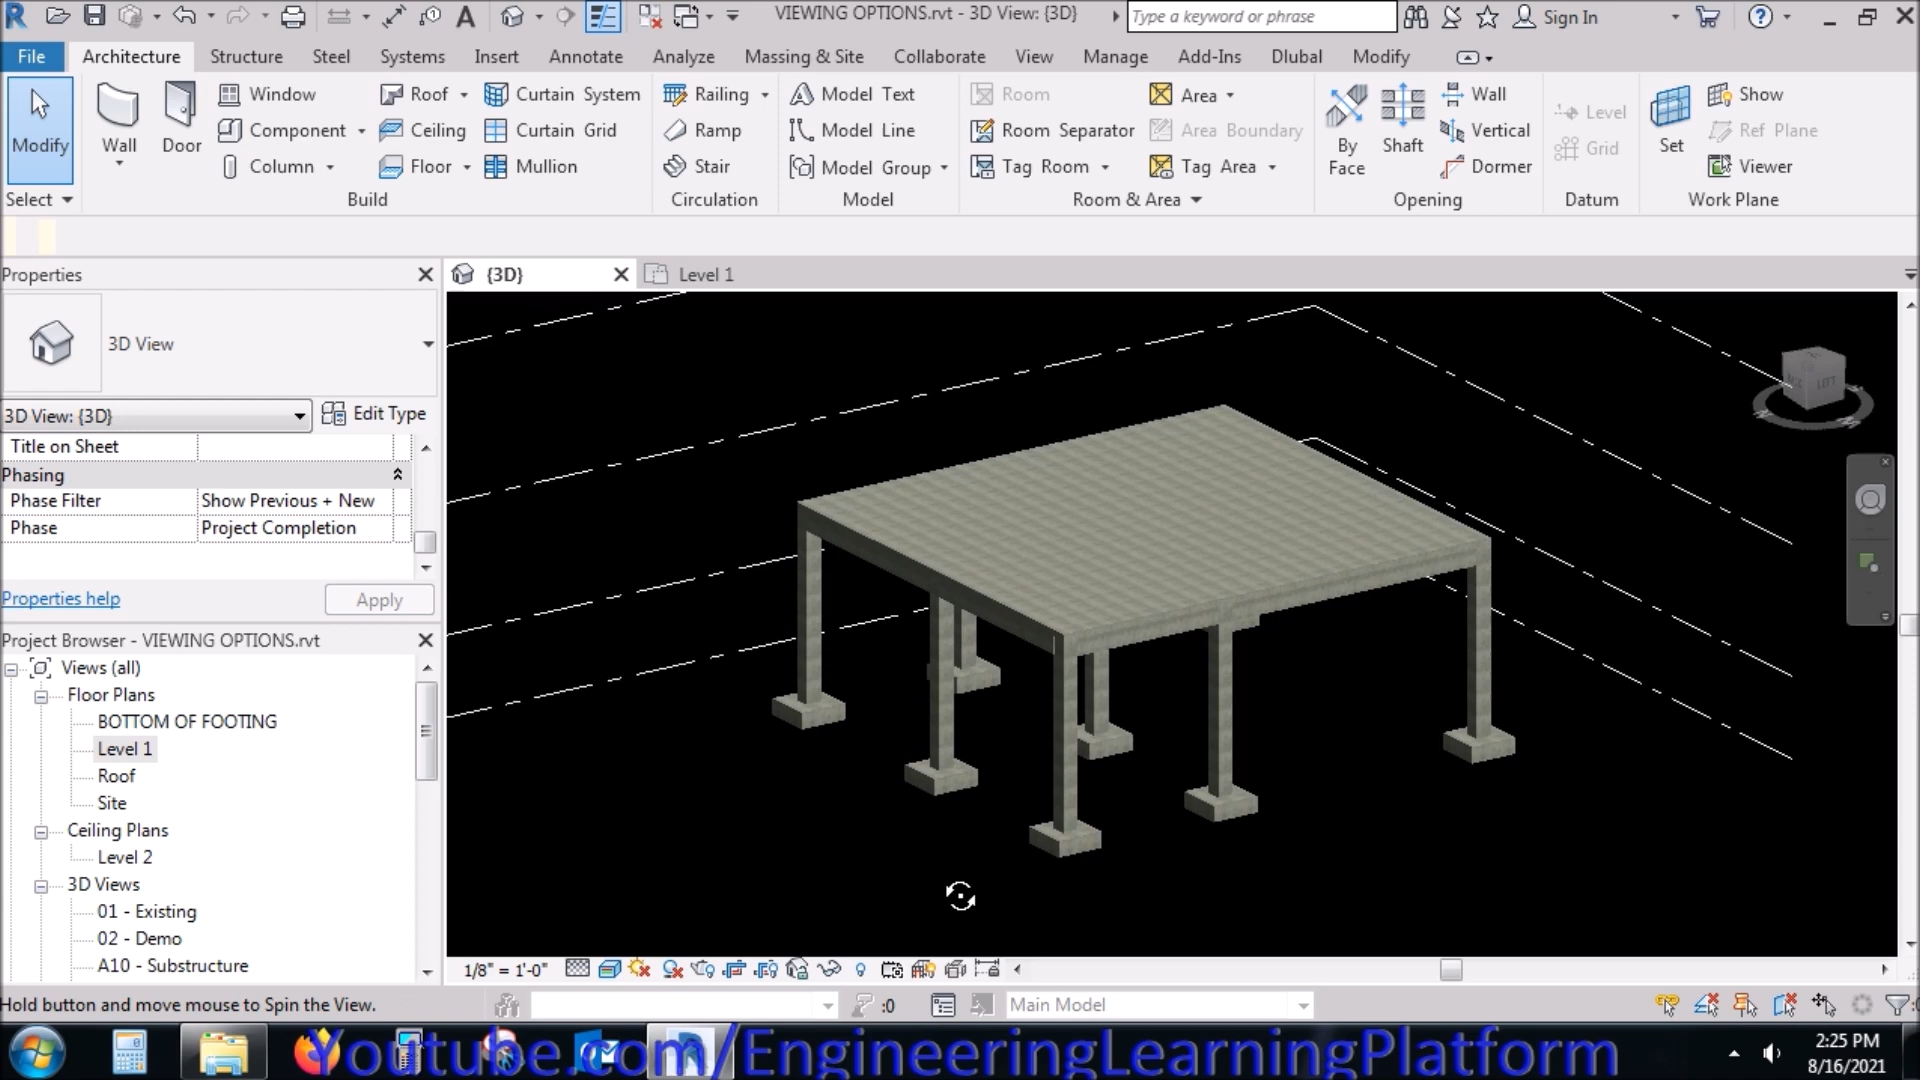 VIEWING OPTIONS.rvt - 3D View: {3D}
Type a keyword or phrase
Sign In
File Architecture Structure Steel Systems Insert Annotate Analyze Massing & Site Collaborate View Manage Add-Ins Dlubal Modify
Window Roof Curtain System Railing Model Text Room Area Wall Level Show
Component Ceiling Curtain Grid Ramp Model Line Room Separator Area Boundary Vertical Grid Ref Plane
Modify Wall Door Column Floor Mullion Stair Model Group Tag Room Tag Area By Face Shaft Dormer Set Viewer
Select Build Circulation Model Room & Area Opening Datum Work Plane
Properties
{3D}
Level 1
3D View
3D View: {3D}
Edit Type
Title on Sheet
Phasing
Phase Filter Show Previous + New
Phase Project Completion
Properties help
Apply
Project Browser - VIEWING OPTIONS.rvt
Views (all)
Floor Plans
BOTTOM OF FOOTING
Level 1
Roof
Site
Ceiling Plans
Level 2
3D Views
01 - Existing
02 - Demo
A10 - Substructure
1/8" = 1'-0"
Hold button and move mouse to Spin the View.
:0
Main Model
Youtube.com/EngineeringLearningPlatform
2:25 PM
8/16/2021